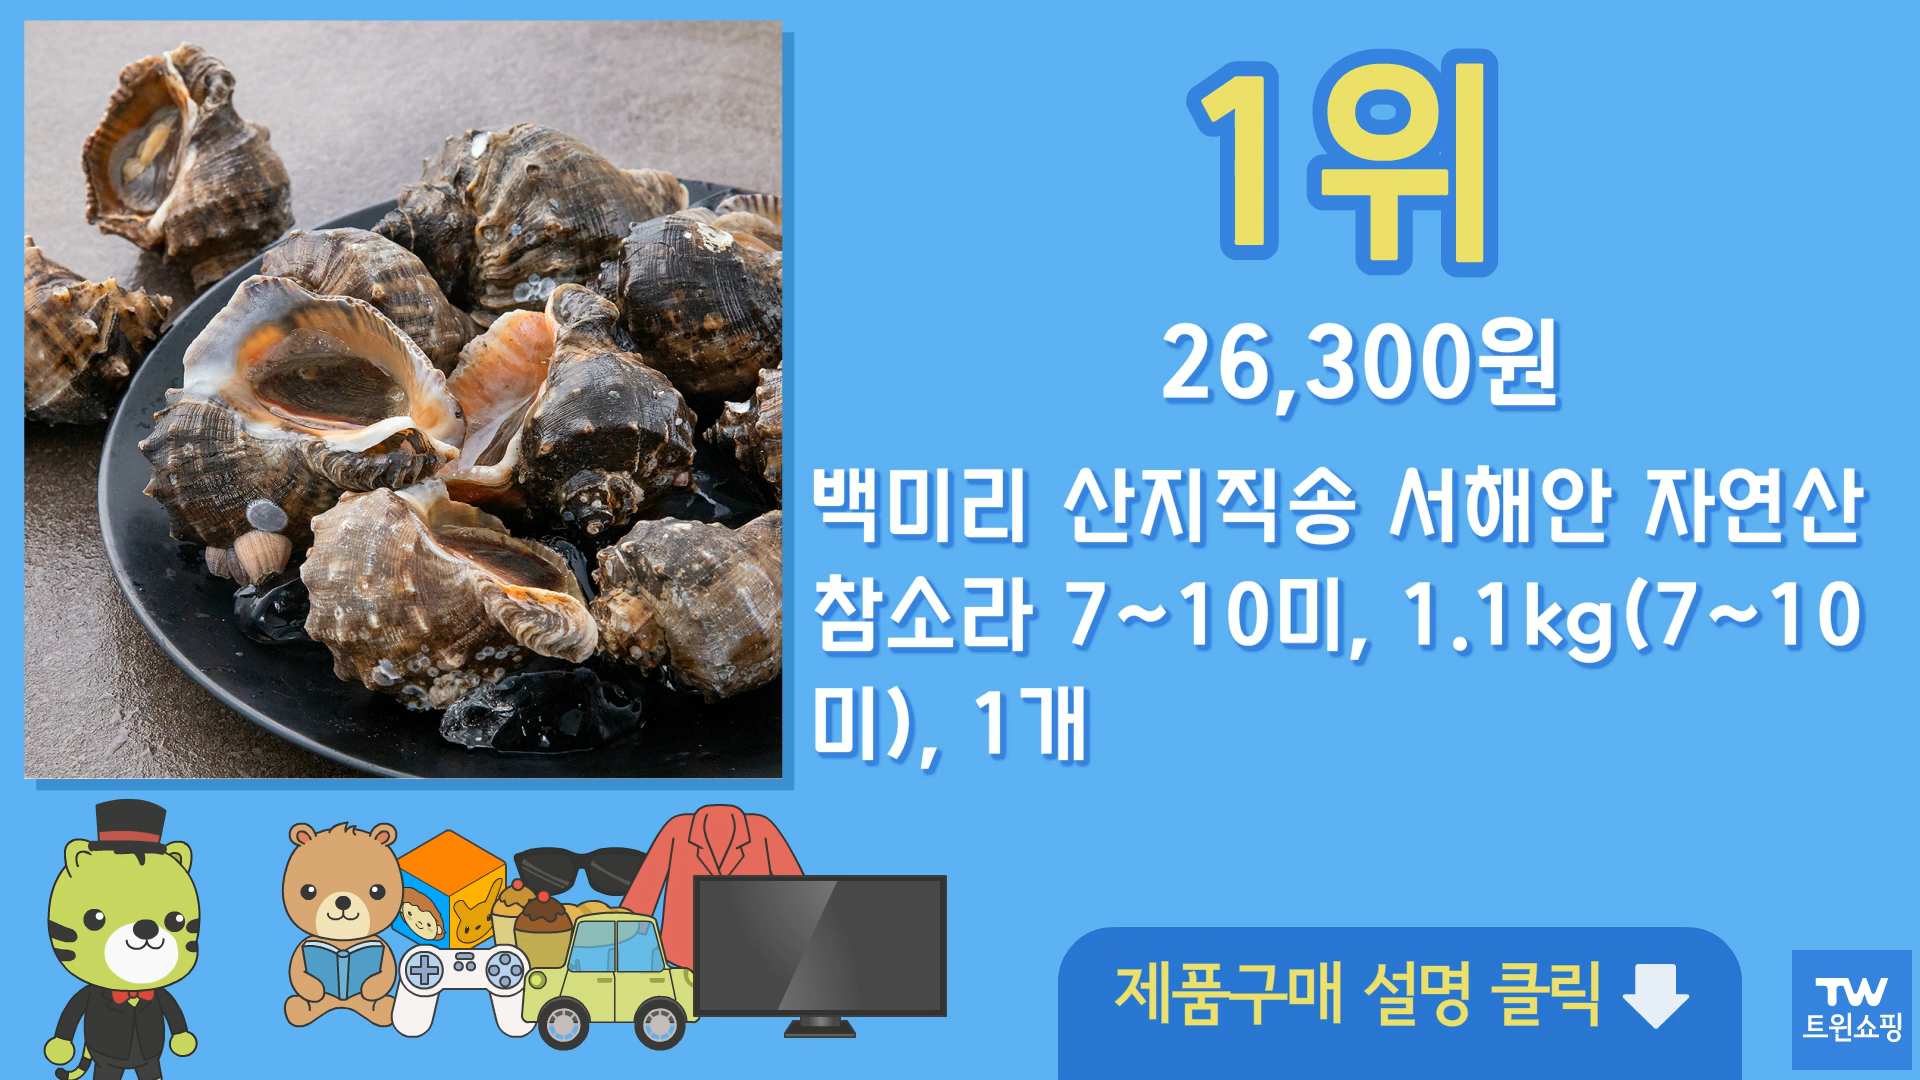 1위
26,300원
백미리 산지직송 서해안 자연산
참소라 7~10미, 1.1kg(7~10
미), 1개
제품구매 설명 클릭
TW
트윈쇼핑